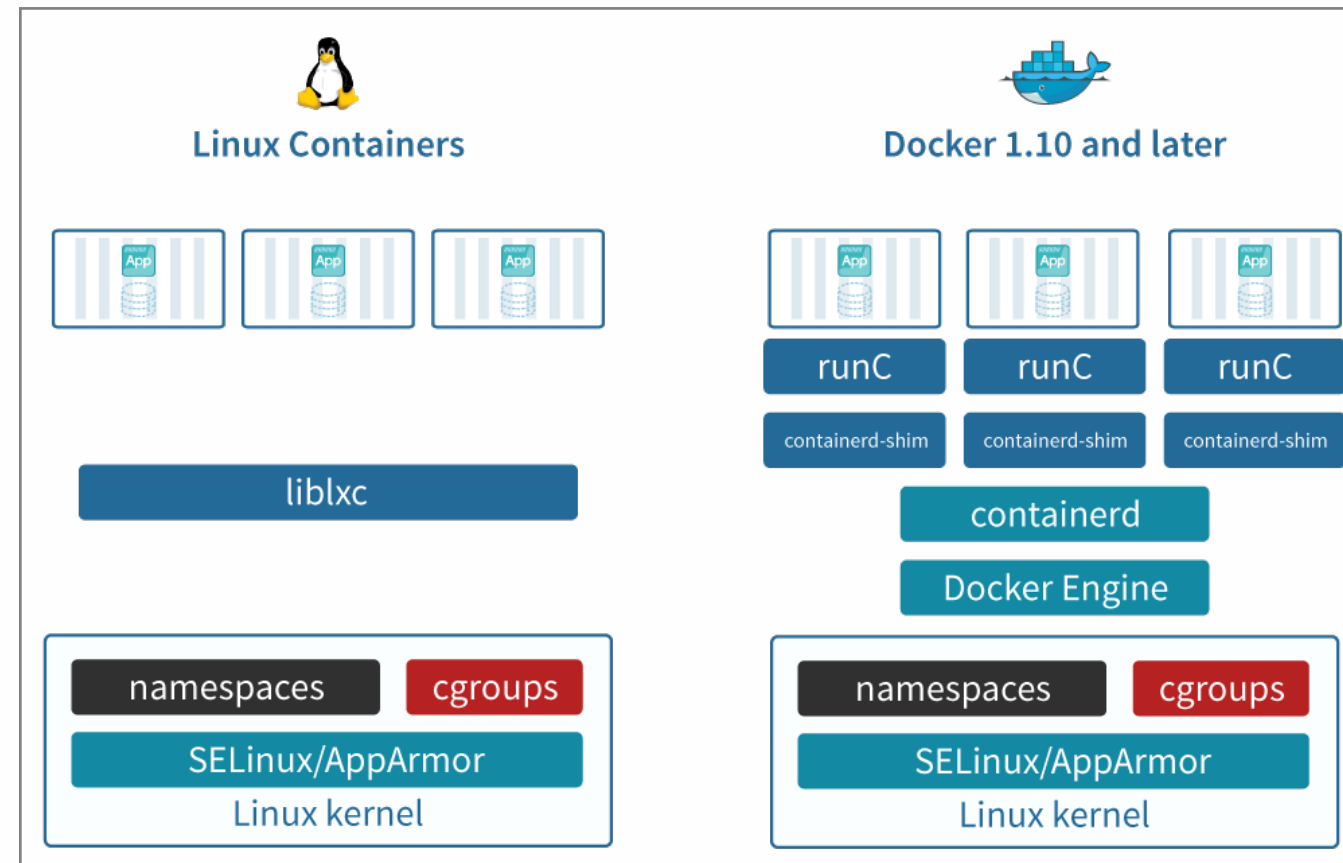 Linux Containers
App
App
App
liblxc
namespaces
cgroups
SELinux/AppArmor
Linux kernel
Docker 1.10 and later
App
App
App
runC
runC
runC
containerd-shim
containerd-shim
containerd-shim
containerd
Docker Engine
namespaces
cgroups
SELinux/AppArmor
Linux kernel